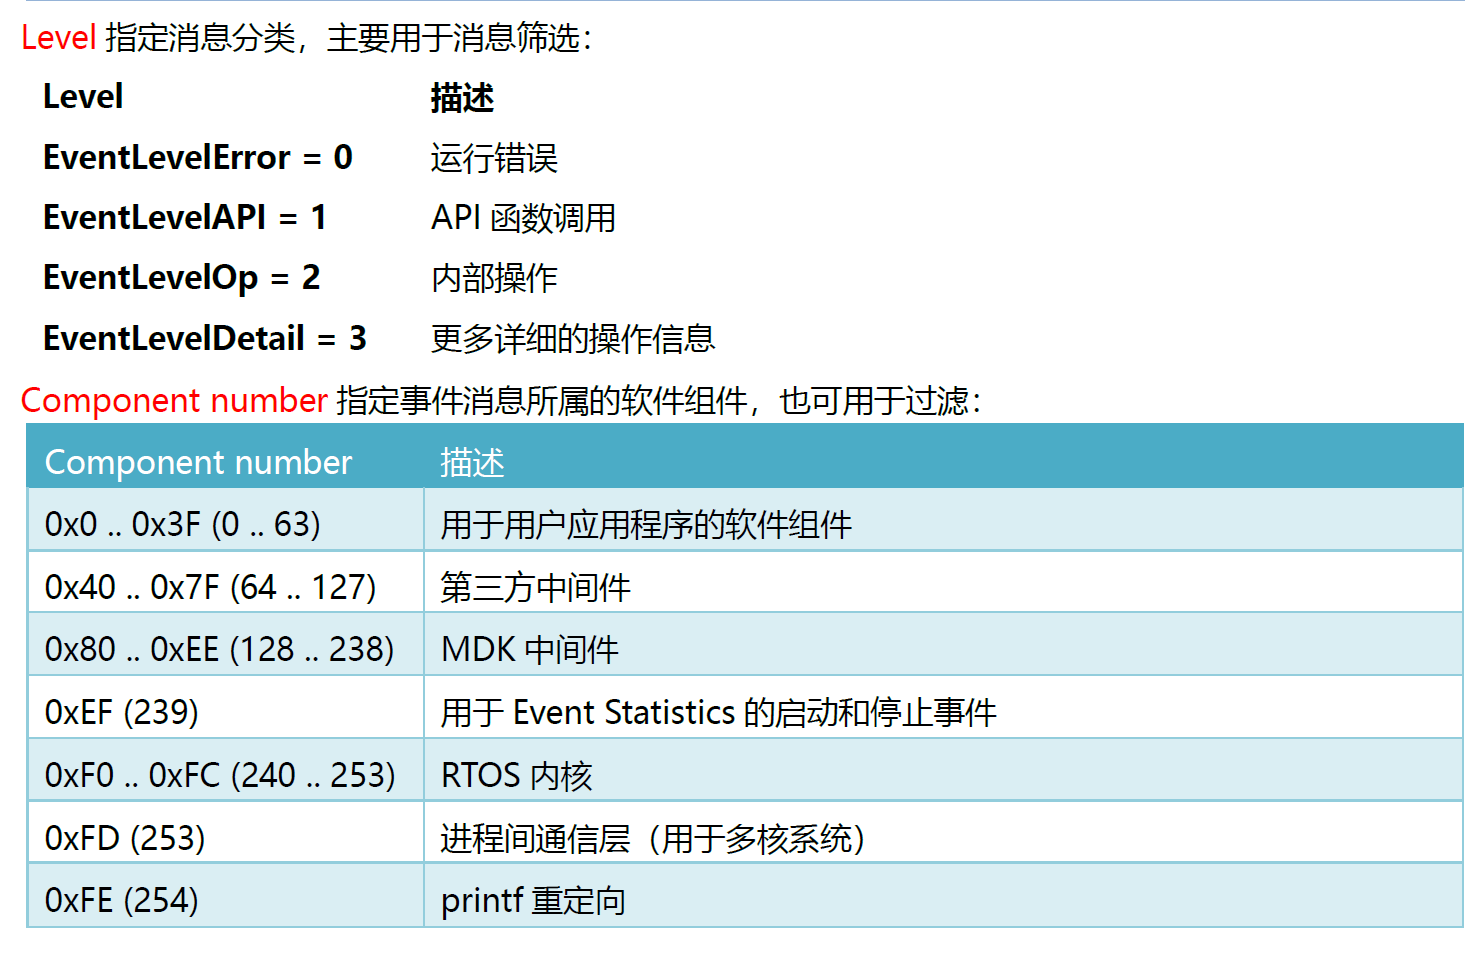 Level 指定消息分类，主要用于消息筛选：
Level 描述
EventLevelError = 0 运行错误
EventLevelAPI = 1 API 函数调用
EventLevelOp = 2 内部操作
EventLevelDetail = 3 更多详细的操作信息
Component number 指定事件消息所属的软件组件，也可用于过滤：
Component number 描述
0x0 .. 0x3F (0 .. 63) 用于用户应用程序的软件组件
0x40 .. 0x7F (64 .. 127) 第三方中间件
0x80 .. 0xEE (128 .. 238) MDK 中间件
0xEF (239) 用于 Event Statistics 的启动和停止事件
0xF0 .. 0xFC (240 .. 253) RTOS 内核
0xFD (253) 进程间通信层（用于多核系统）
0xFE (254) printf 重定向